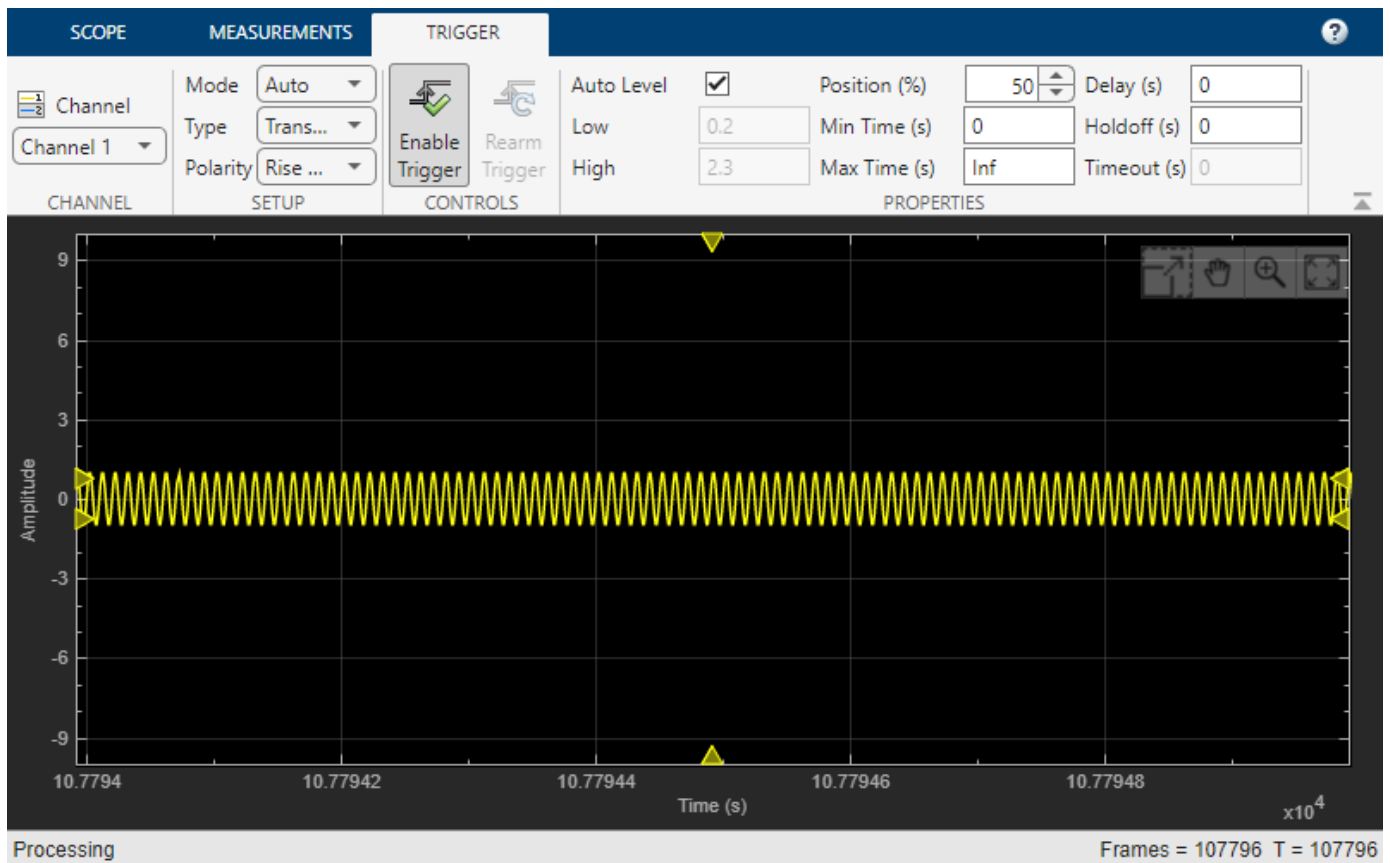 SCOPE MEASUREMENTS TRIGGER ?
Channel
Channel 1
CHANNEL
Mode Auto
Type Trans...
Polarity Rise ...
SETUP
Enable Trigger
Rearm Trigger
CONTROLS
Auto Level
Low 0.2
High 2.3
Position (%) 50
Min Time (s) 0
Max Time (s) Inf
Delay (s) 0
Holdoff (s) 0
Timeout (s) 0
PROPERTIES
9
6
3
0
-3
-6
-9
Amplitude
10.7794 10.77942 10.77944 10.77946 10.77948
Time (s)
x10⁴
Processing
Frames = 107796 T = 107796